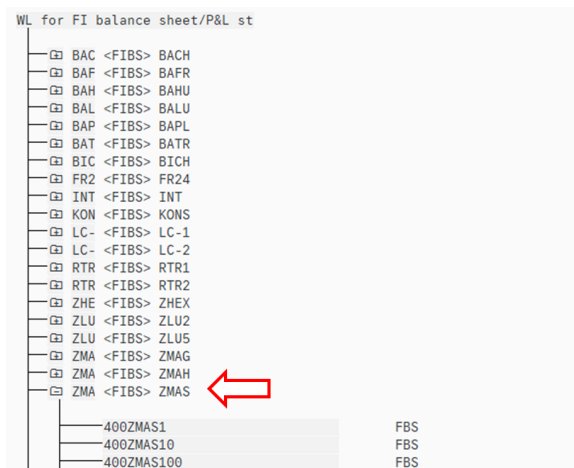 WL for FI balance sheet/P&L st
BAC <FIBS> BACH
BAF <FIBS> BAFR
BAH <FIBS> BAHU
BAL <FIBS> BALU
BAP <FIBS> BAPL
BAT <FIBS> BATR
BIC <FIBS> BICH
FR2 <FIBS> FR24
INT <FIBS> INT
KON <FIBS> KONS
LC- <FIBS> LC-1
LC- <FIBS> LC-2
RTR <FIBS> RTR1
RTR <FIBS> RTR2
ZHE <FIBS> ZHEX
ZLU <FIBS> ZLU2
ZLU <FIBS> ZLU5
ZMA <FIBS> ZMAG
ZMA <FIBS> ZMAH
ZMA <FIBS> ZMAS
400ZMAS1 FBS
400ZMAS10 FBS
400ZMAS100 FBS